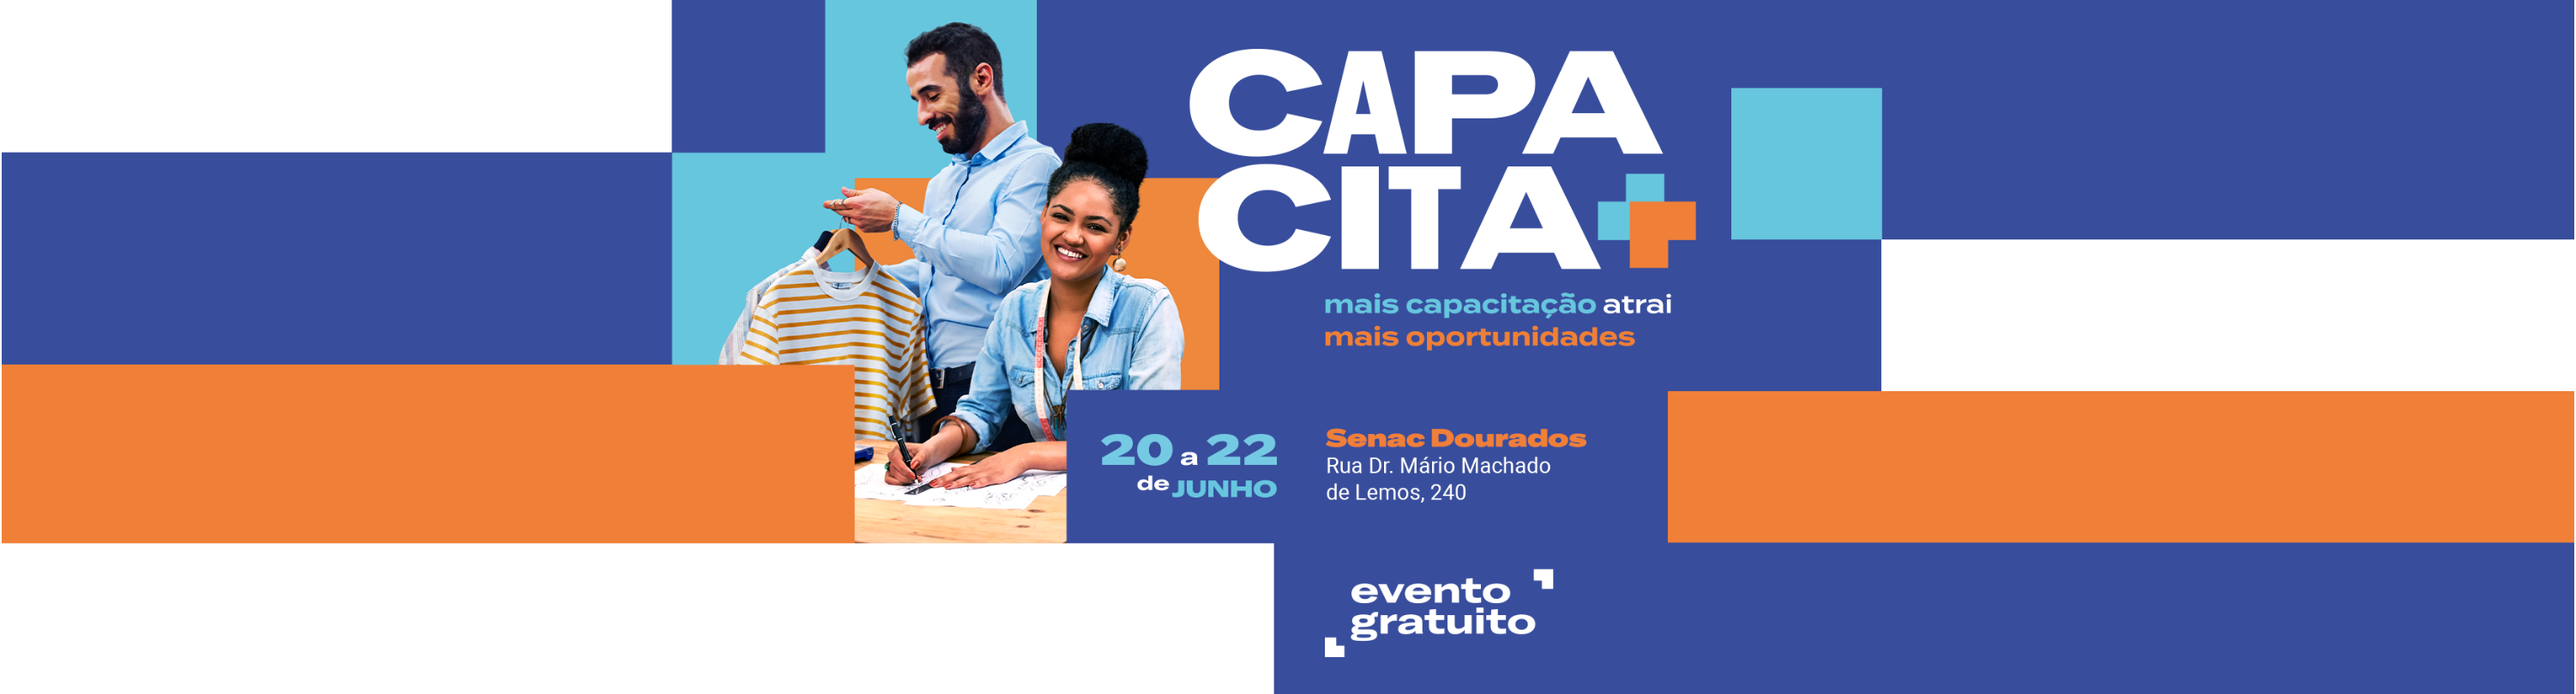 CAPA
CITA+
mais capacitação atrai
mais oportunidades
20 a 22
de JUNHO
Senac Dourados
Rua Dr. Mário Machado
de Lemos, 240
evento
gratuito